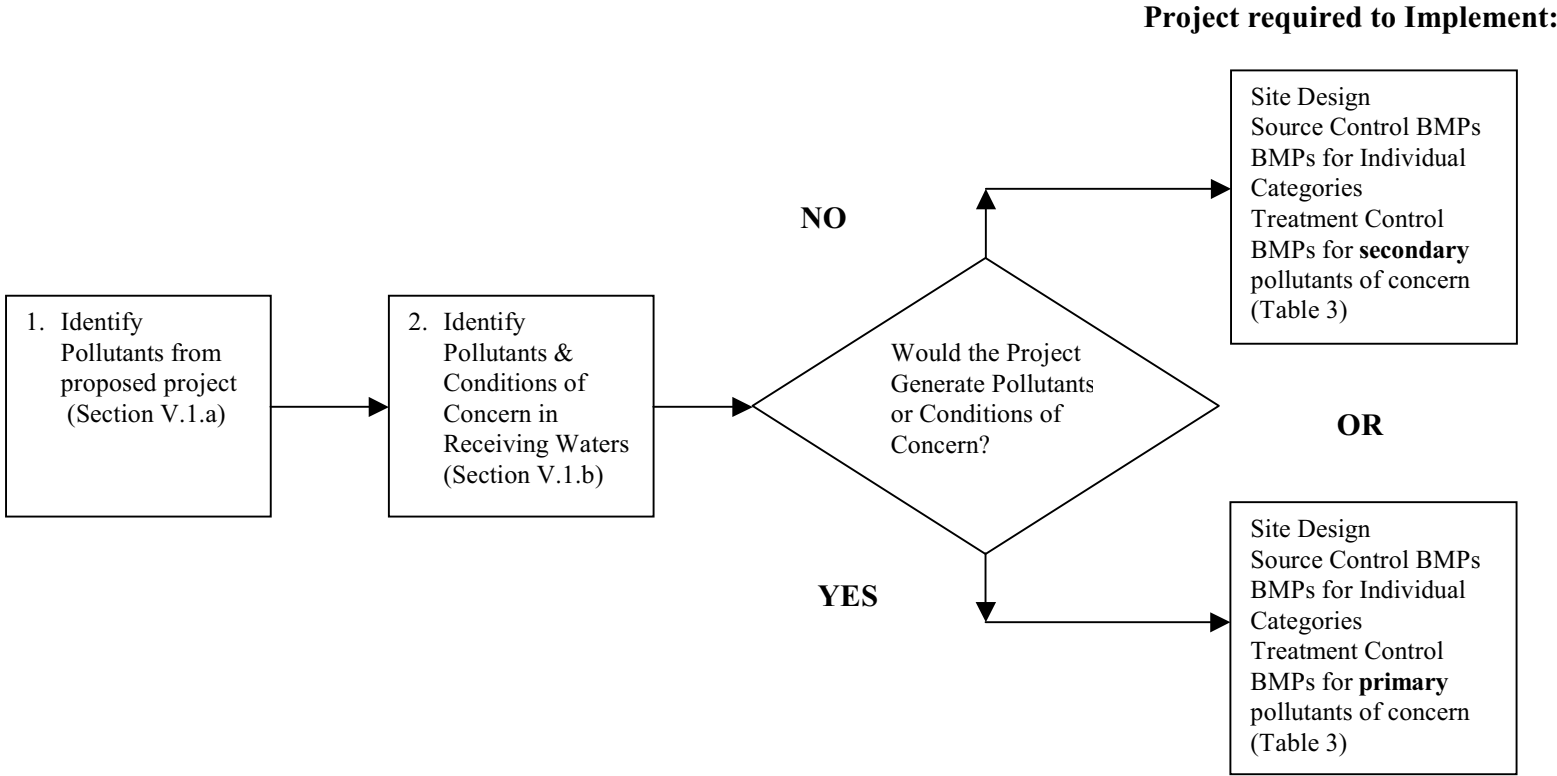 Project required to Implement:
1. Identify
Pollutants from
proposed project
(Section V.1.a)
2. Identify
Pollutants &
Conditions of
Concern in
Receiving Waters
(Section V.1.b)
Would the Project
Generate Pollutants
or Conditions of
Concern?
NO
Site Design
Source Control BMPs
BMPs for Individual
Categories
Treatment Control
BMPs for secondary
pollutants of concern
(Table 3)
OR
YES
Site Design
Source Control BMPs
BMPs for Individual
Categories
Treatment Control
BMPs for primary
pollutants of concern
(Table 3)